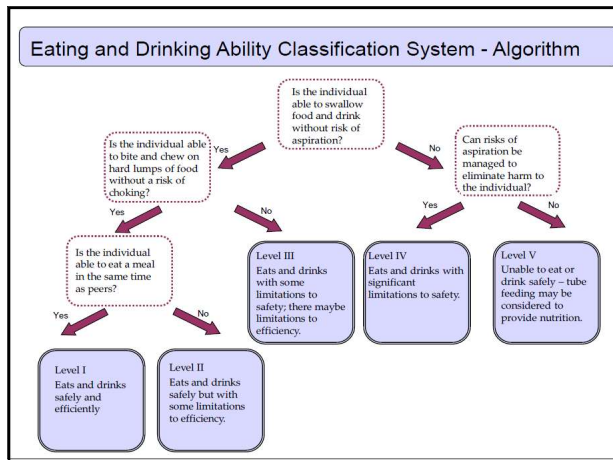 Eating and Drinking Ability Classification System - Algorithm
Is the individual
able to swallow
food and drink
without risk of
aspiration?
Yes
No
Is the individual able
to bite and chew on
hard lumps of food
without a risk of
choking?
Can risks of
aspiration be
managed to
eliminate harm to
the individual?
Yes
No
Yes
No
Is the individual
able to eat a meal
in the same time
as peers?
Level III
Eats and drinks
with some
limitations to
safety; there maybe
limitations to
efficiency.
Level IV
Eats and drinks with
significant
limitations to safety.
Level V
Unable to eat or
drink safely – tube
feeding may be
considered to
provide nutrition.
Yes
No
Level I
Eats and drinks
safely and
efficiently
Level II
Eats and drinks
safely but with
some limitations
to efficiency.